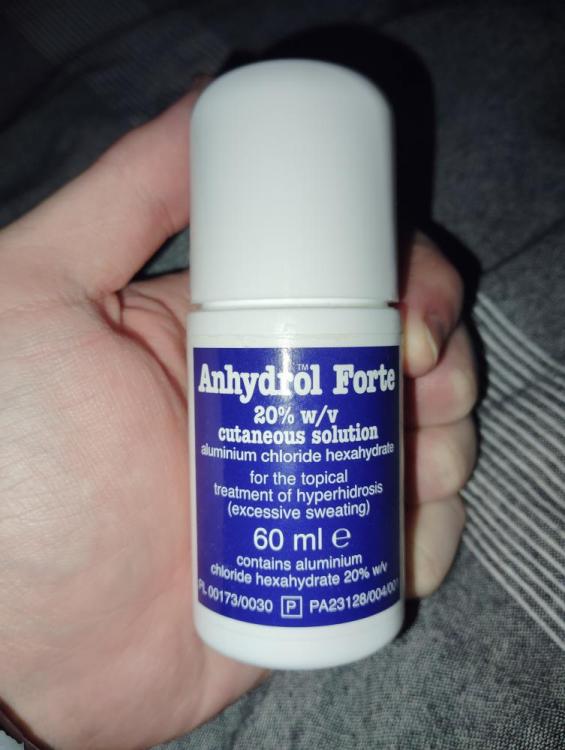 Anhydrol™ Forte
20% w/v
cutaneous solution
aluminium chloride hexahydrate
for the topical
treatment of hyperhidrosis
(excessive sweating)
60 ml ℮
contains aluminium
chloride hexahydrate 20% w/v
PL 00173/0030 P PA23128/004/001